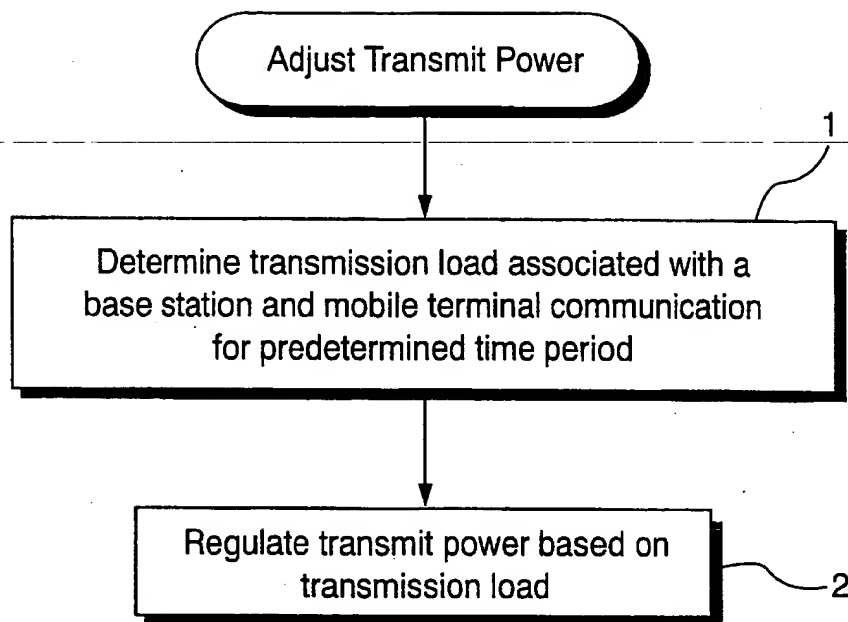 Adjust Transmit Power
1
Determine transmission load associated with a
base station and mobile terminal communication
for predetermined time period
Regulate transmit power based on
transmission load
2